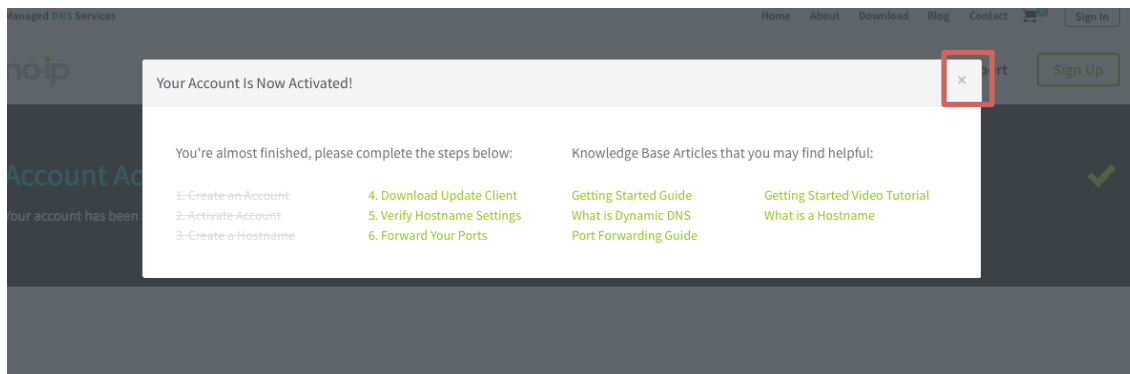 Managed DNS Services
Home About Download Blog Contact 0 Sign In
no·ip
Sign Up
Your Account Is Now Activated!
×
Account Ac
Your account has been
You're almost finished, please complete the steps below:
1. Create an Account
2. Activate Account
3. Create a Hostname
4. Download Update Client
5. Verify Hostname Settings
6. Forward Your Ports
Knowledge Base Articles that you may find helpful:
Getting Started Guide
What is Dynamic DNS
Port Forwarding Guide
Getting Started Video Tutorial
What is a Hostname